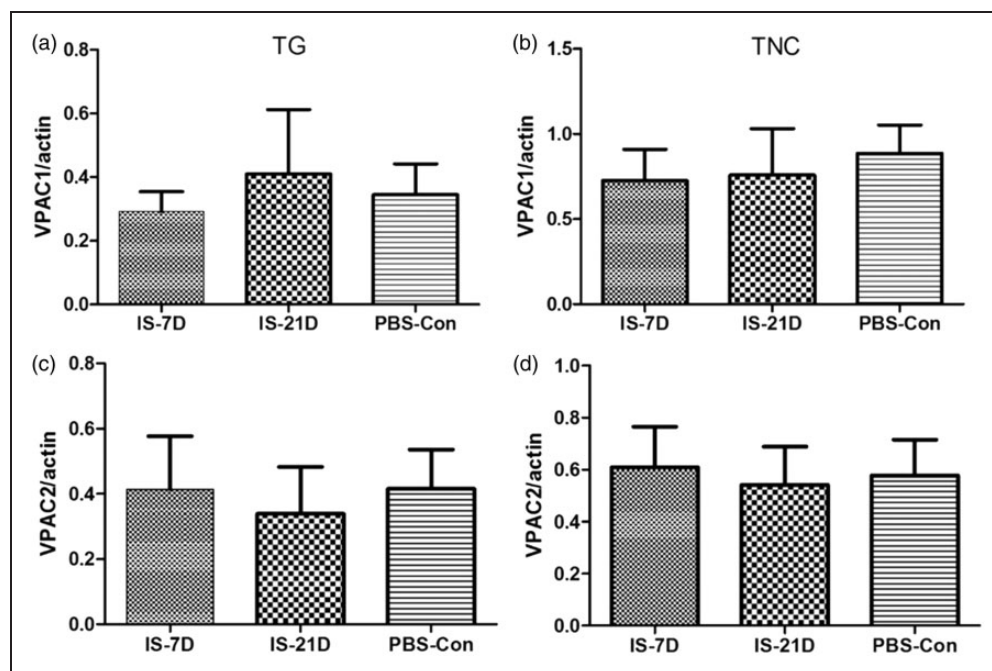 (a)
TG
0.8
0.6
0.4
0.2
0.0
VPAC1/actin
IS-7D IS-21D PBS-Con
(b)
TNC
1.5
1.0
0.5
0.0
VPAC1/actin
IS-7D IS-21D PBS-Con
(c)
0.8
0.6
0.4
0.2
0.0
VPAC2/actin
IS-7D IS-21D PBS-Con
(d)
1.0
0.8
0.6
0.4
0.2
0.0
VPAC2/actin
IS-7D IS-21D PBS-Con